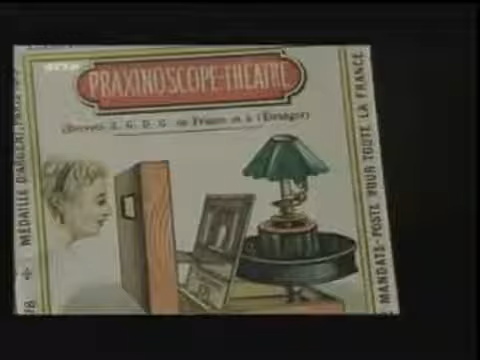 arte
PRAXINOSCOPE-THEATRE
(Breveté S. G. D. G. en France et à l'Étranger)
MÉDAILLE D'ARGENT
MANDATS-POSTE POUR TOUTE LA FRANCE